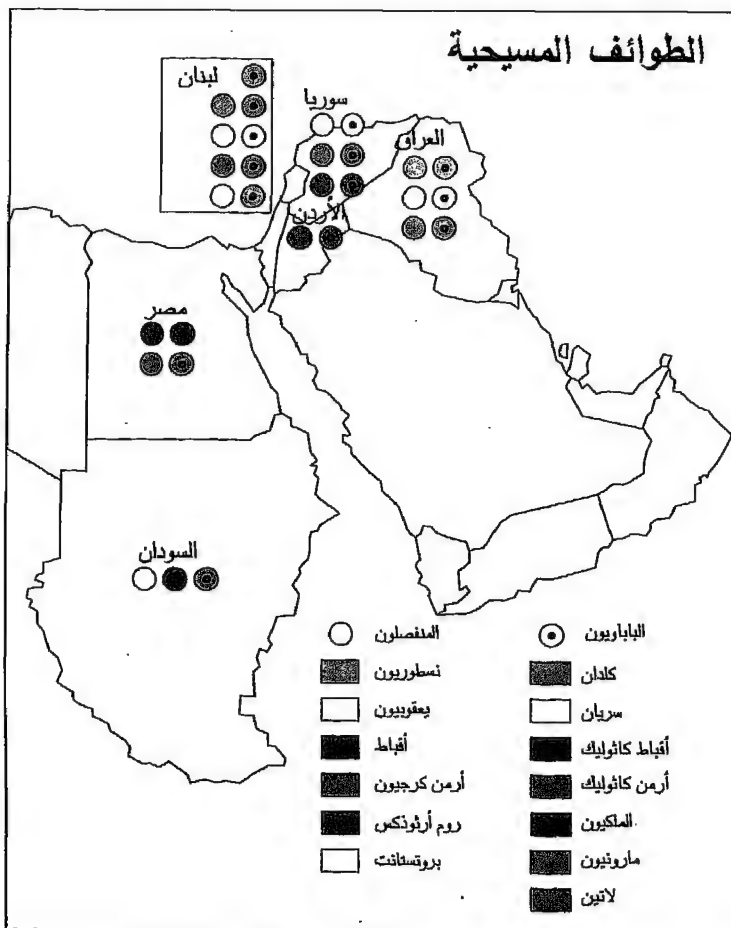 الطوائف المسيحية
لبنان
سوريا
العراق
الأردن
مصر
السودان
المنفصلون
نسطوريون
يعقوبيون
أقباط
أرمن كرجيون
روم أرثوذكس
بروتستانت
الباباويون
كلدان
سريان
أقباط كاثوليك
أرمن كاثوليك
الملكيون
مارونيون
لاتين